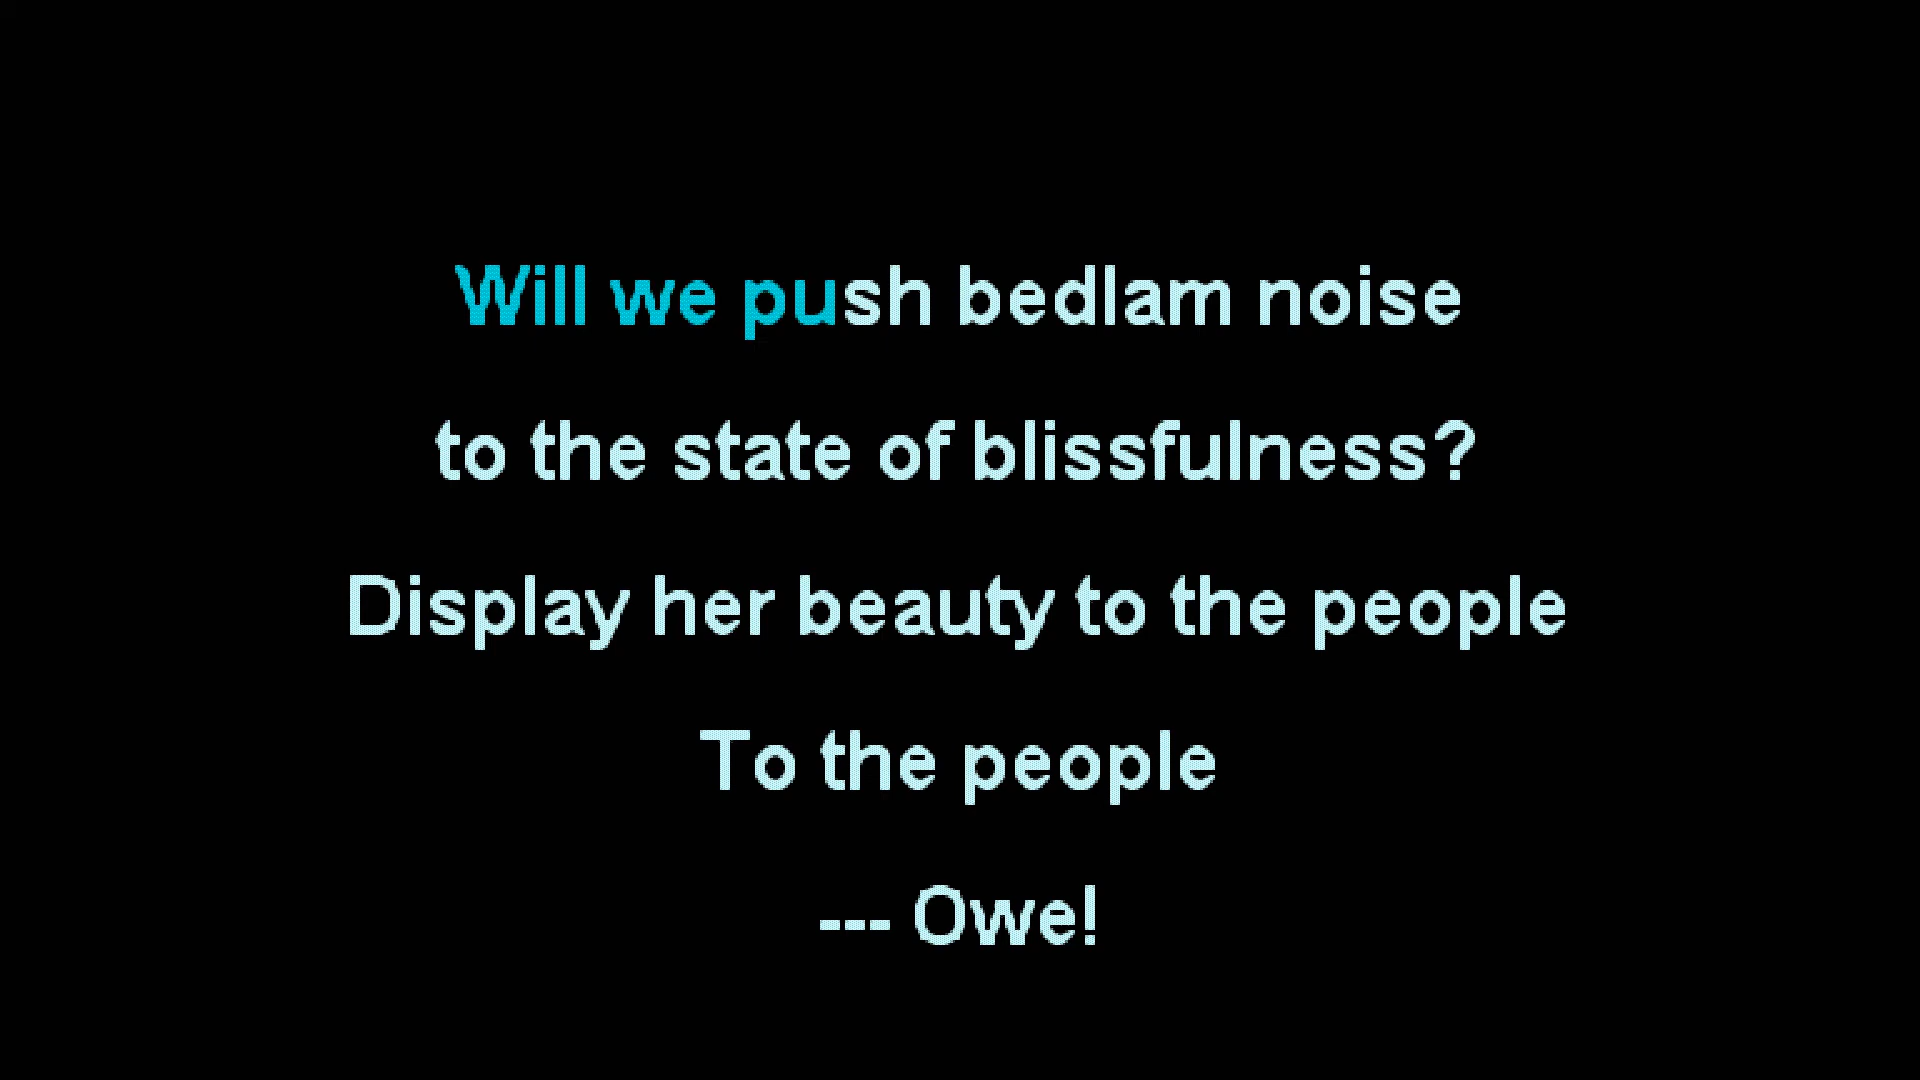 Will we push bedlam noise
to the state of blissfulness?
Display her beauty to the people
To the people
--- Owe!